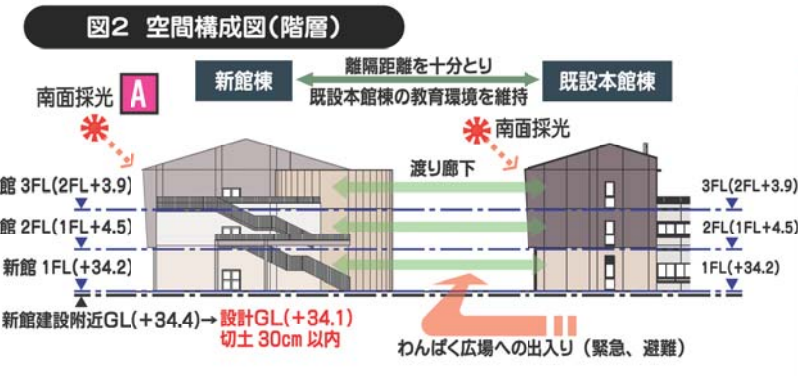 図2 空間構成図(階層)
南面採光 A
新館棟
離隔距離を十分とり
既設本館棟の教育環境を維持
既設本館棟
南面採光
渡り廊下
館 3FL(2FL+3.9)
館 2FL(1FL+4.5)
新館 1FL(+34.2)
3FL(2FL+3.9)
2FL(1FL+4.5)
1FL(+34.2)
新館建設附近GL(+34.4)→設計GL(+34.1)
切土 30cm 以内
わんぱく広場への出入り(緊急、避難)